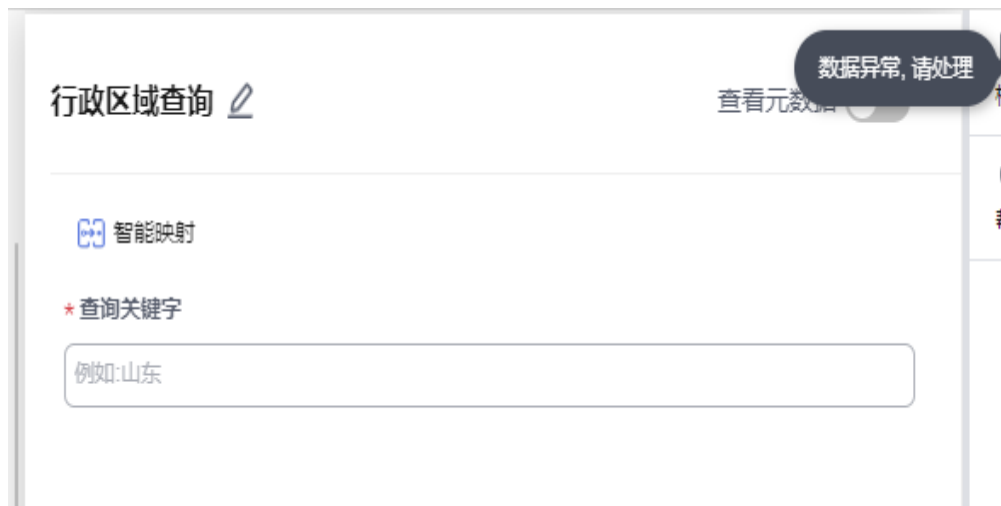 数据异常, 请处理
行政区域查询
查看元数据
智能映射
* 查询关键字
例如:山东